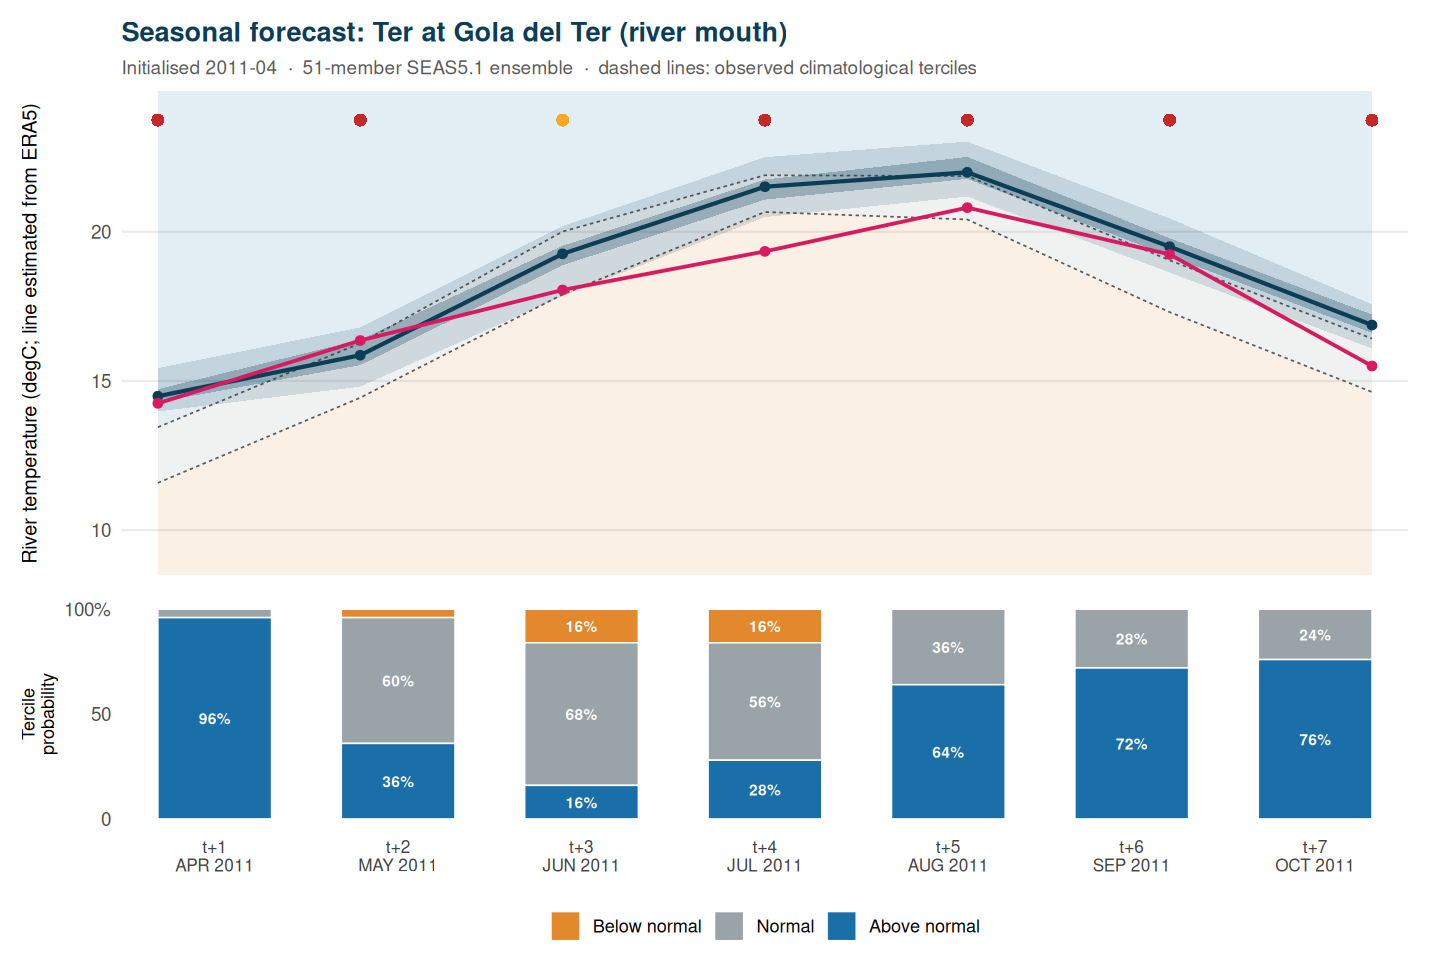 Seasonal forecast: Ter at Gola del Ter (river mouth)
Initialised 2011-04 · 51-member SEAS5.1 ensemble · dashed lines: observed climatological terciles
River temperature (degC; line estimated from ERA5)
20
15
10
Tercile
probability
100%
50
0
96%
60%
36%
16%
68%
16%
16%
56%
28%
36%
64%
28%
72%
24%
76%
t+1
APR 2011
t+2
MAY 2011
t+3
JUN 2011
t+4
JUL 2011
t+5
AUG 2011
t+6
SEP 2011
t+7
OCT 2011
Below normal
Normal
Above normal